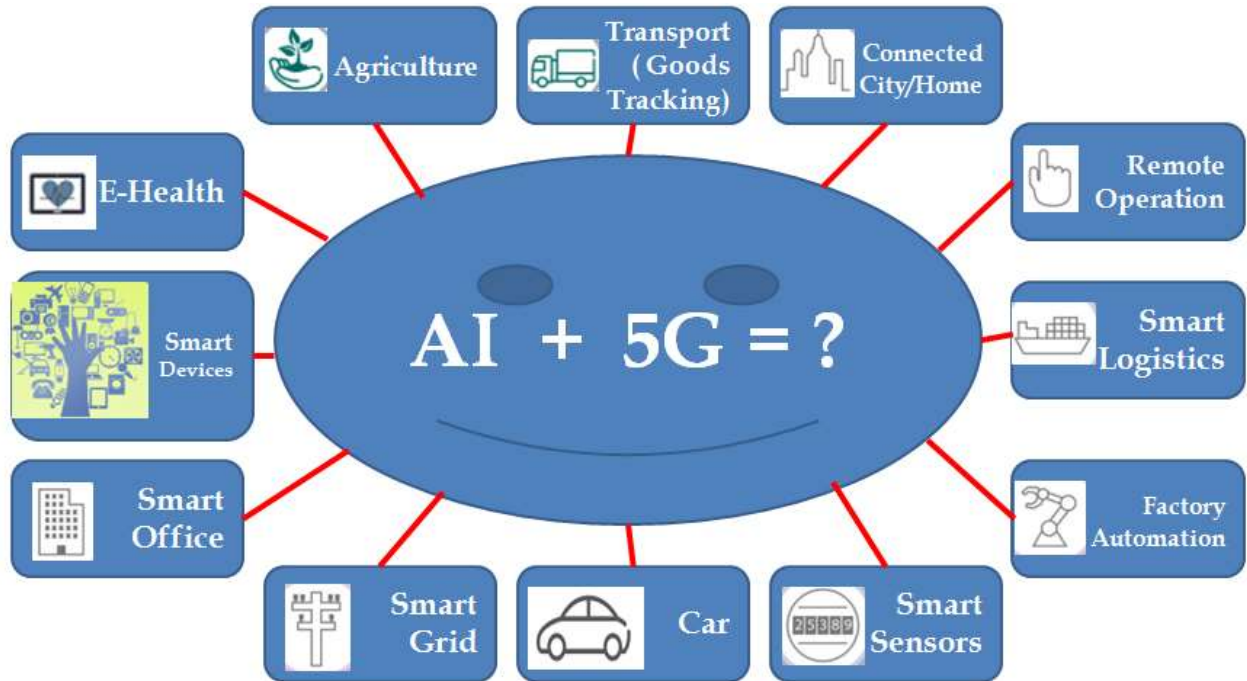 Agriculture
Transport
( Goods
Tracking)
Connected
City/Home
E-Health
Remote
Operation
Smart
Devices
AI + 5G = ?
Smart
Logistics
Smart
Office
Factory
Automation
Smart
Grid
Car
25389
Smart
Sensors